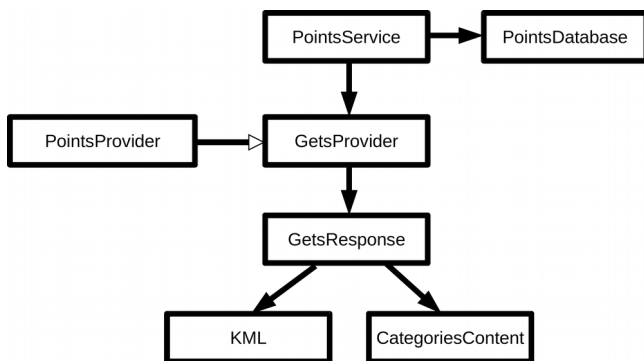 PointsService
PointsDatabase
PointsProvider
GetsProvider
GetsResponse
KML
CategoriesContent